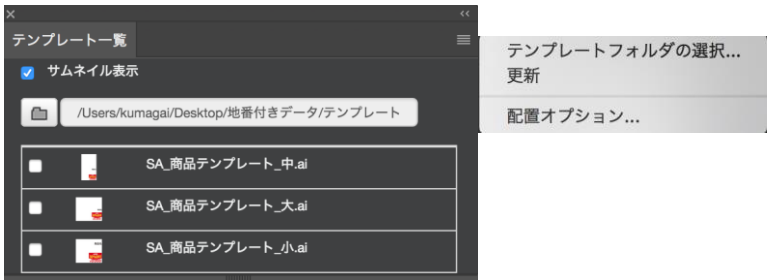 テンプレート一覧
サムネイル表示
/Users/kumagai/Desktop/地番付きデータ/テンプレート
SA_商品テンプレート_中.ai
SA_商品テンプレート_大.ai
SA_商品テンプレート_小.ai
テンプレートフォルダの選択...
更新
配置オプション...